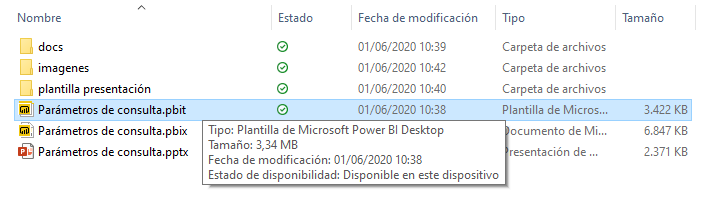 Nombre Estado Fecha de modificación Tipo Tamaño
docs 01/06/2020 10:39 Carpeta de archivos
imagenes 01/06/2020 10:42 Carpeta de archivos
plantilla presentación 01/06/2020 10:40 Carpeta de archivos
Parámetros de consulta.pbit 01/06/2020 10:38 Plantilla de Micros... 3.422 KB
Parámetros de consulta.pbix Documento de Mi... 6.847 KB
Parámetros de consulta.pptx Presentación de ... 2.371 KB
Tipo: Plantilla de Microsoft Power BI Desktop
Tamaño: 3,34 MB
Fecha de modificación: 01/06/2020 10:38
Estado de disponibilidad: Disponible en este dispositivo